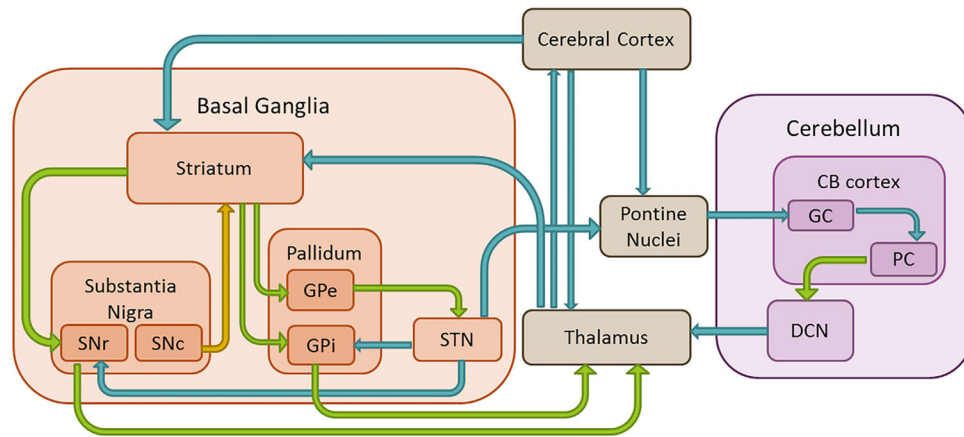 Cerebral Cortex
Basal Ganglia
Cerebellum
Striatum
CB cortex
GC
Pontine
Nuclei
PC
Pallidum
GPe
Substantia
Nigra
SNr
SNc
GPi
STN
Thalamus
DCN